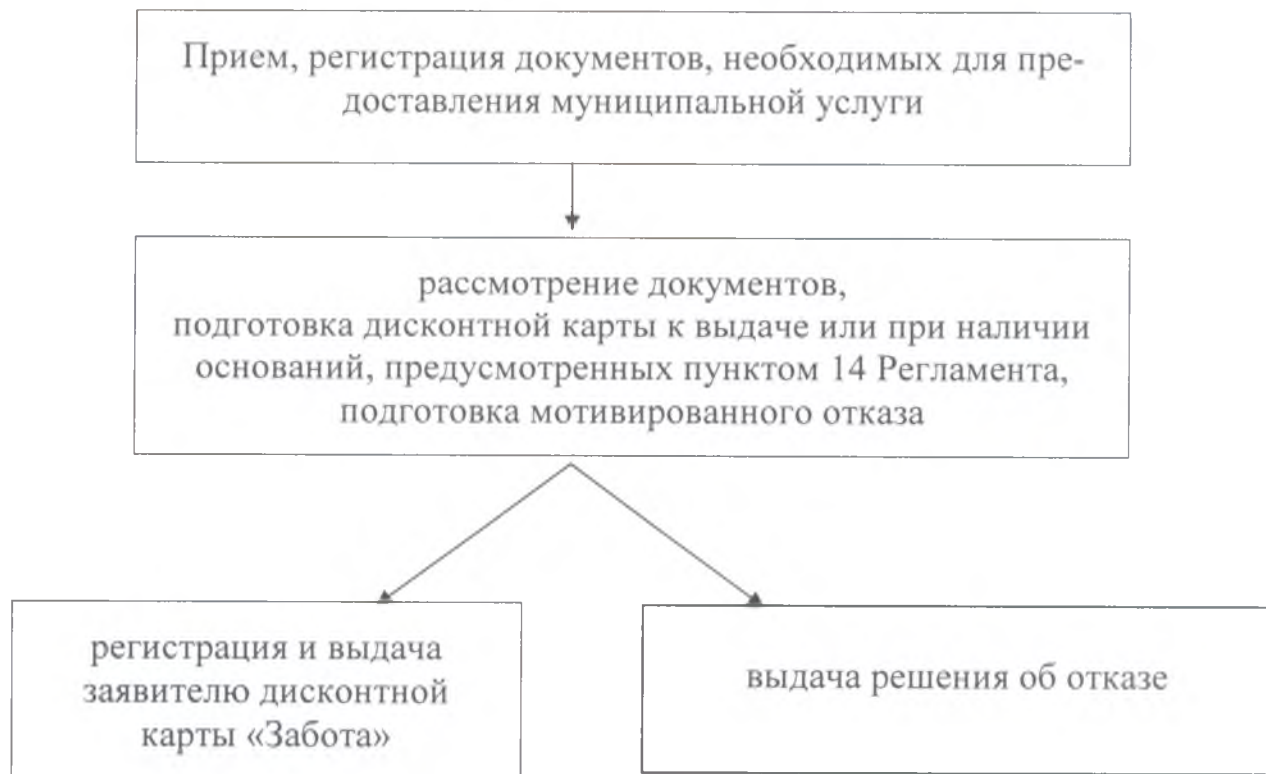 Прием, регистрация документов, необходимых для пре-
доставления муниципальной услуги
рассмотрение документов,
подготовка дисконтной карты к выдаче или при наличии
оснований, предусмотренных пунктом 14 Регламента,
подготовка мотивированного отказа
регистрация и выдача
заявителю дисконтной
карты «Забота»
выдача решения об отказе